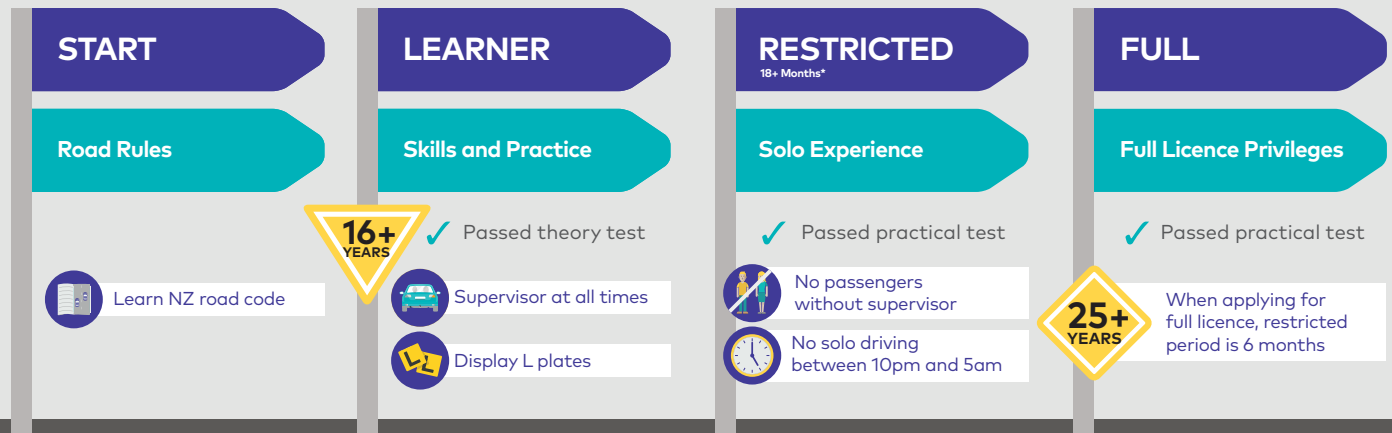 START
Road Rules
Learn NZ road code
16+
YEARS
LEARNER
Skills and Practice
Passed theory test
Supervisor at all times
L L
Display L plates
RESTRICTED
18+ Months*
Solo Experience
Passed practical test
No passengers
without supervisor
No solo driving
between 10pm and 5am
FULL
Full Licence Privileges
Passed practical test
25+
YEARS
When applying for
full licence, restricted
period is 6 months